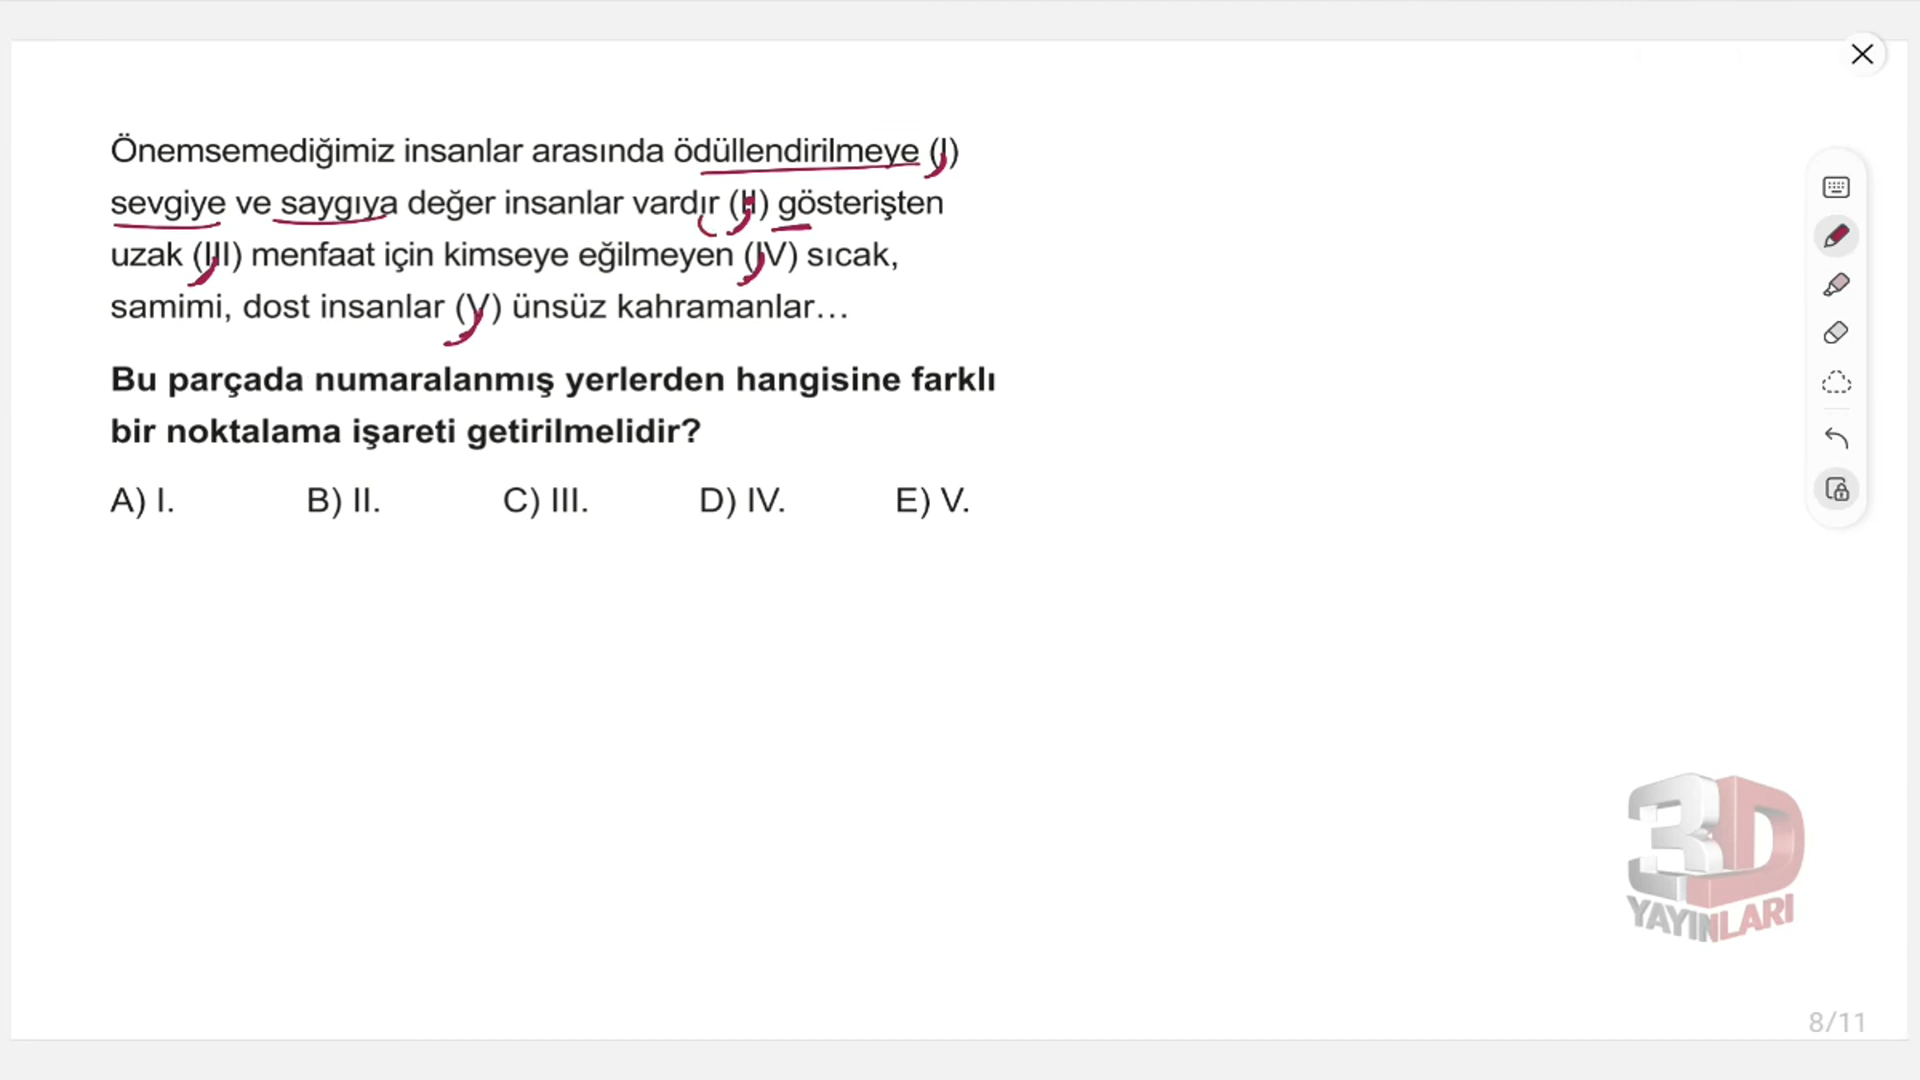 Önemsemediğimiz insanlar arasında ödüllendirilmeye (I)
sevgiye ve saygıya değer insanlar vardır (II) gösterişten
uzak (III) menfaat için kimseye eğilmeyen (IV) sıcak,
samimi, dost insanlar (V) ünsüz kahramanlar…
Bu parçada numaralanmış yerlerden hangisine farklı
bir noktalama işareti getirilmelidir?
A) I. B) II. C) III. D) IV. E) V.
3D
YAYINLARI
8/11